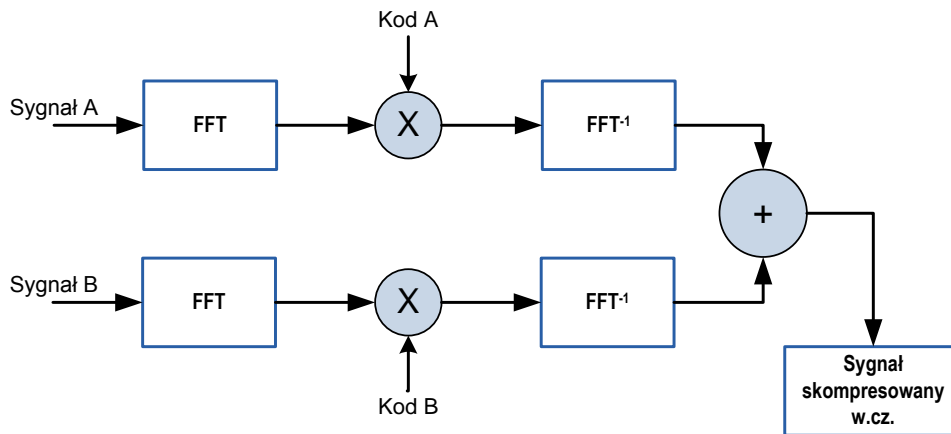 Kod A
Sygnał A
FFT
X
FFT-1
+
Sygnał B
FFT
X
FFT-1
Kod B
Sygnał
skompresowany
w.cz.